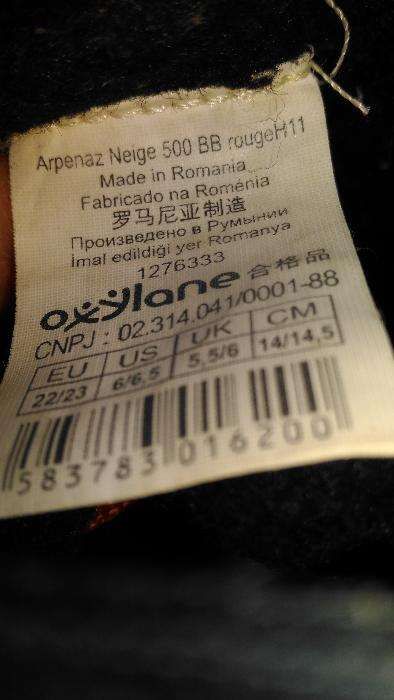 Arpenaz Neige 500 BB rougeH11
Made in Romania
Fabricado na Romênia
罗马尼亚制造
Произведено в Румынии
İmal edildiği yer Romanya
1276333
oxylane 合格品
CNPJ : 02.314.041/0001-88
EU US UK CM
22/23 6/6,5 5,5/6 14/14,5
583783 016200